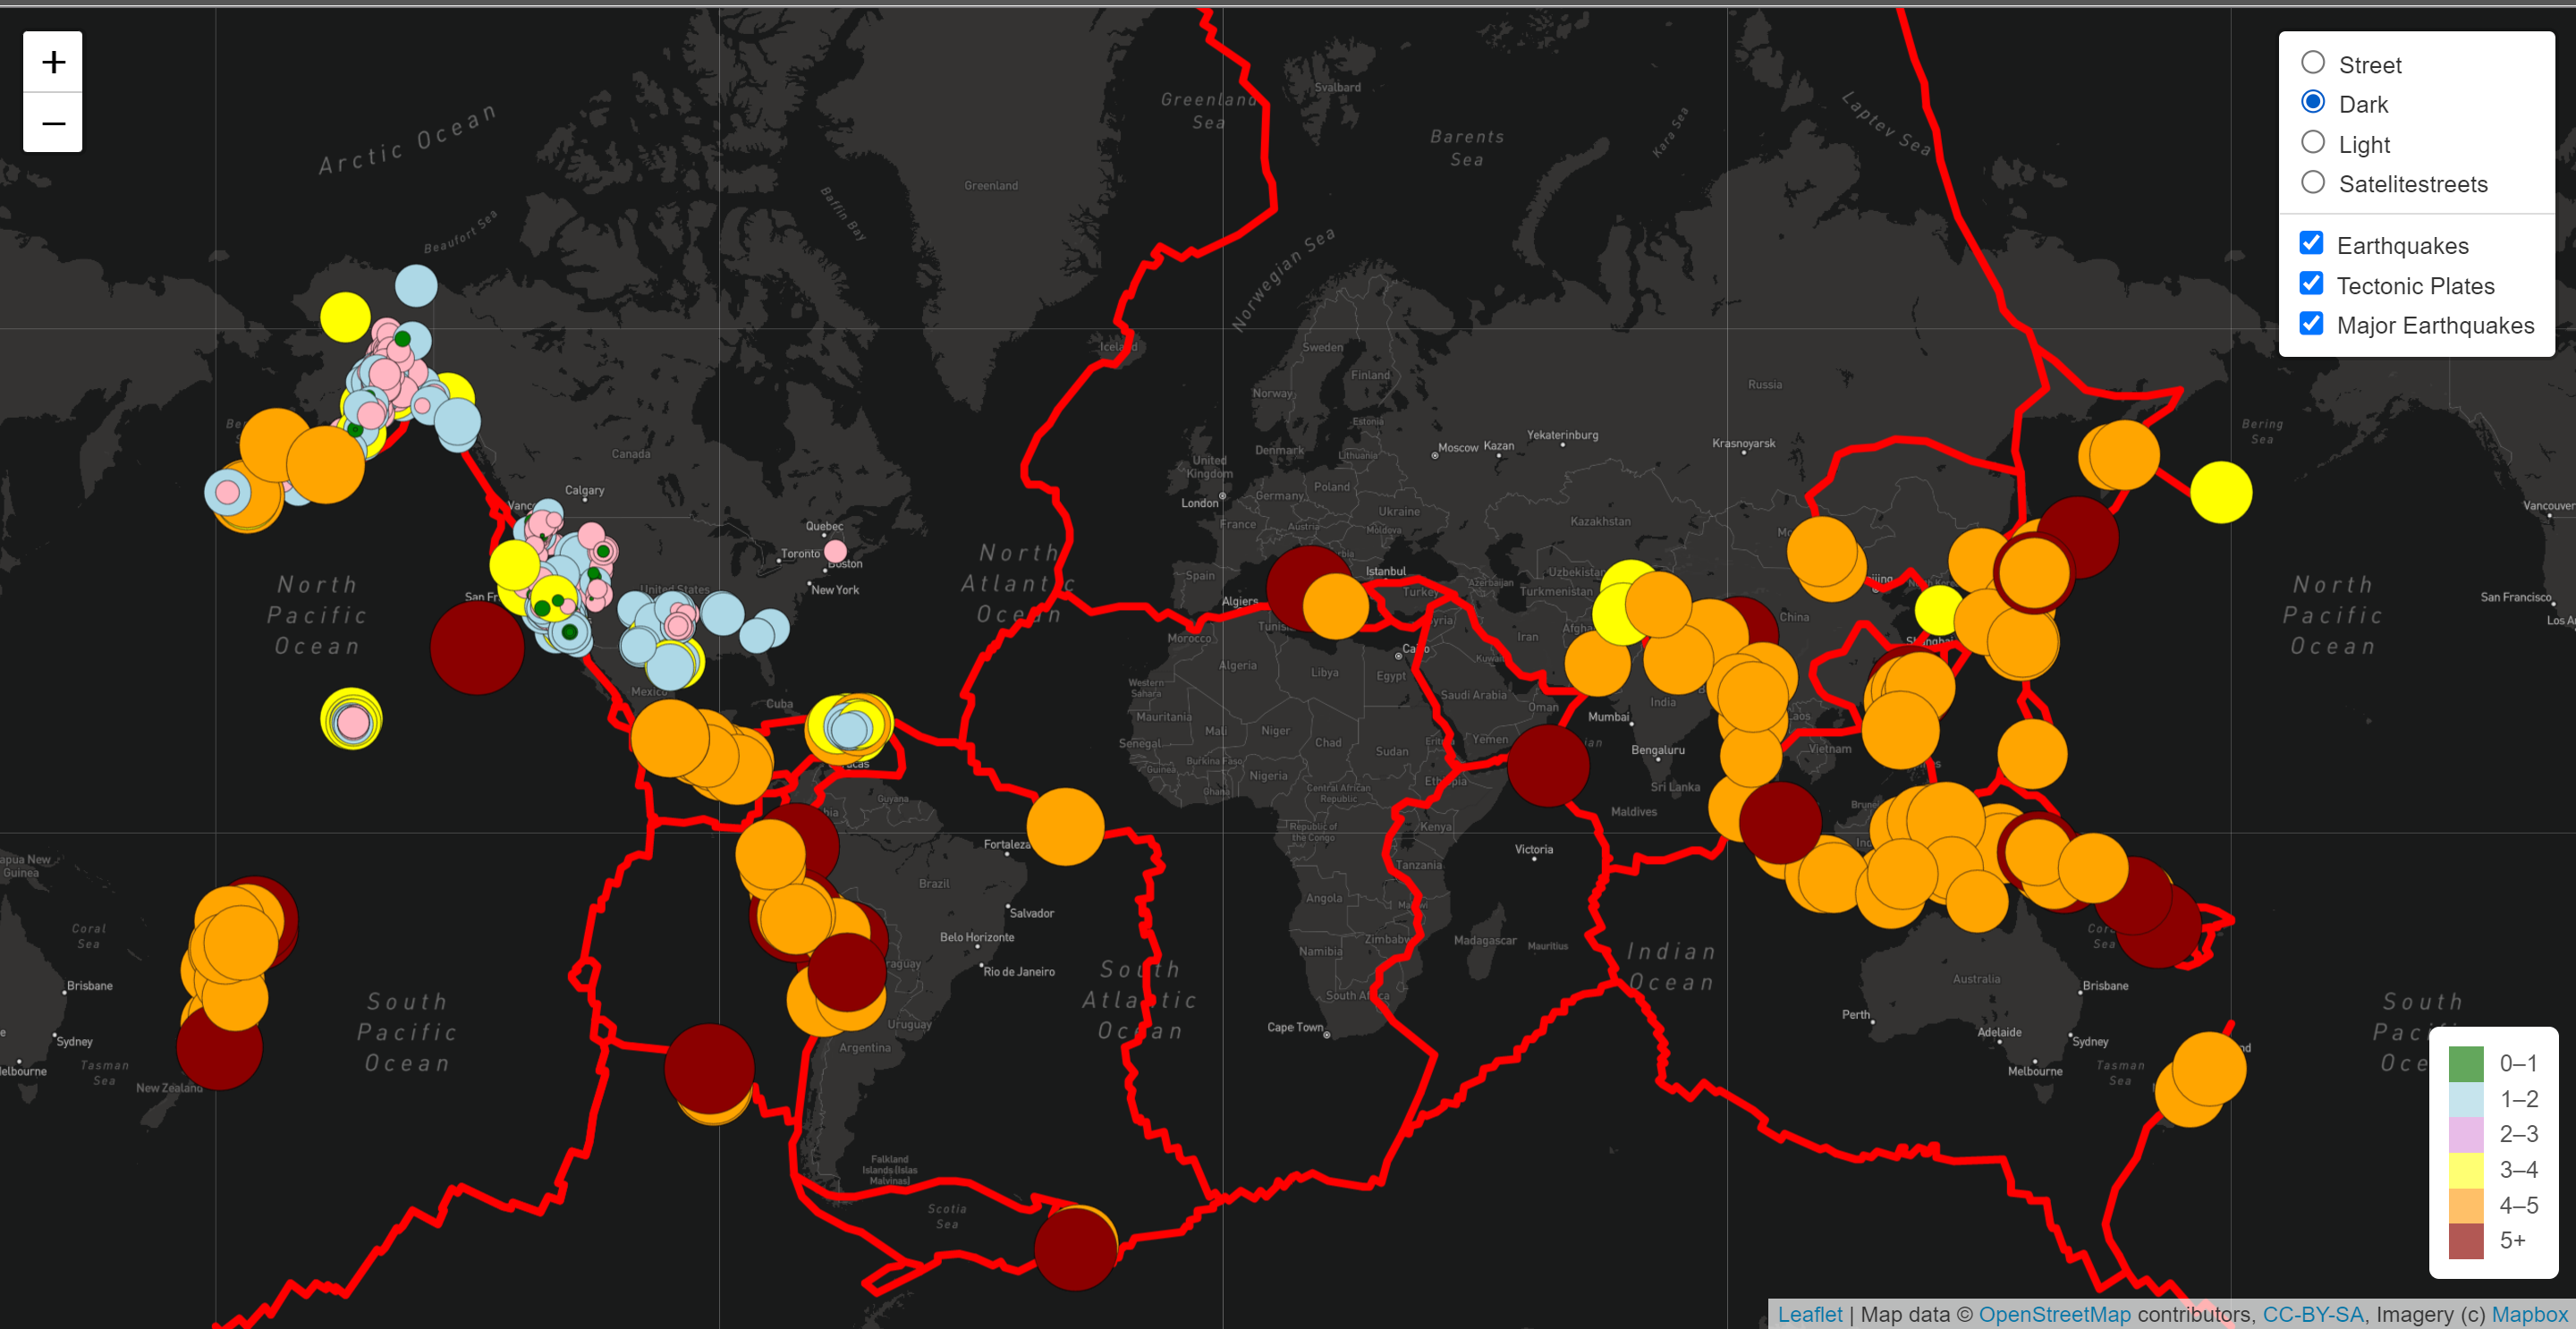 +
−
Street
Dark
Light
Satelitestreets
Earthquakes
Tectonic Plates
Major Earthquakes
Arctic Ocean
Beaufort Sea
Baffin Bay
Greenland
Greenland
Sea
Svalbard
Barents
Sea
Kara Sea
Laptev Sea
Norwegian Sea
Iceland
Sweden
Norway
Finland
Russia
Estonia
Lithuania
Denmark
United
Kingdom
London
Moscow
Kazan
Yekaterinburg
Krasnoyarsk
Bering
Sea
Canada
Calgary
Vanc
Quebec
Toronto
Boston
New York
United States
San Fr
North
Pacific
Ocean
North
Atlantic
Ocean
Poland
Germany
Ukraine
France
Austria
Moldova
Kazakhstan
Spain
Istanbul
Turkey
Azerbaijan
Uzbekistan
Turkmenistan
Algiers
Tunis
Syria
Morocco
Cairo
Iran
Afgha
China
Shanghai
Algeria
Libya
Egypt
Kuwait
Western
Sahara
Saudi Arabia
Oman
India
Mumbai
Bengaluru
Laos
Vietnam
Mauritania
Mali
Niger
Chad
Sudan
Yemen
Senegal
Burkina Faso
Guinea
Nigeria
Ghana
Ethiopia
Central African
Republic
Sri Lanka
Maldives
Republic of
the Congo
Kenya
Victoria
Tanzania
Angola
Namibia
Zimbabw
Madagascar
Mauritius
South Africa
Cape Town
Mexico
Cuba
Guyana
Fortaleza
Brazil
Salvador
Belo Horizonte
Rio de Janeiro
Uruguay
Argentina
Falkland
Islands (Islas
Malvinas)
Scotia
Sea
South
Atlantic
Ocean
Indian
Ocean
South
Pacific
Ocean
apua New
Guinea
Coral
Sea
Brisbane
Sydney
elbourne
Tasman
Sea
New Zealand
Australia
Perth
Adelaide
Melbourne
Sydney
Brisbane
Tasman
Sea
Vancouver
San Francisco
Los A
North
Pacific
Ocean
South
Pacific
Oce
0–1
1–2
2–3
3–4
4–5
5+
Leaflet | Map data © OpenStreetMap contributors, CC-BY-SA, Imagery (c) Mapbox